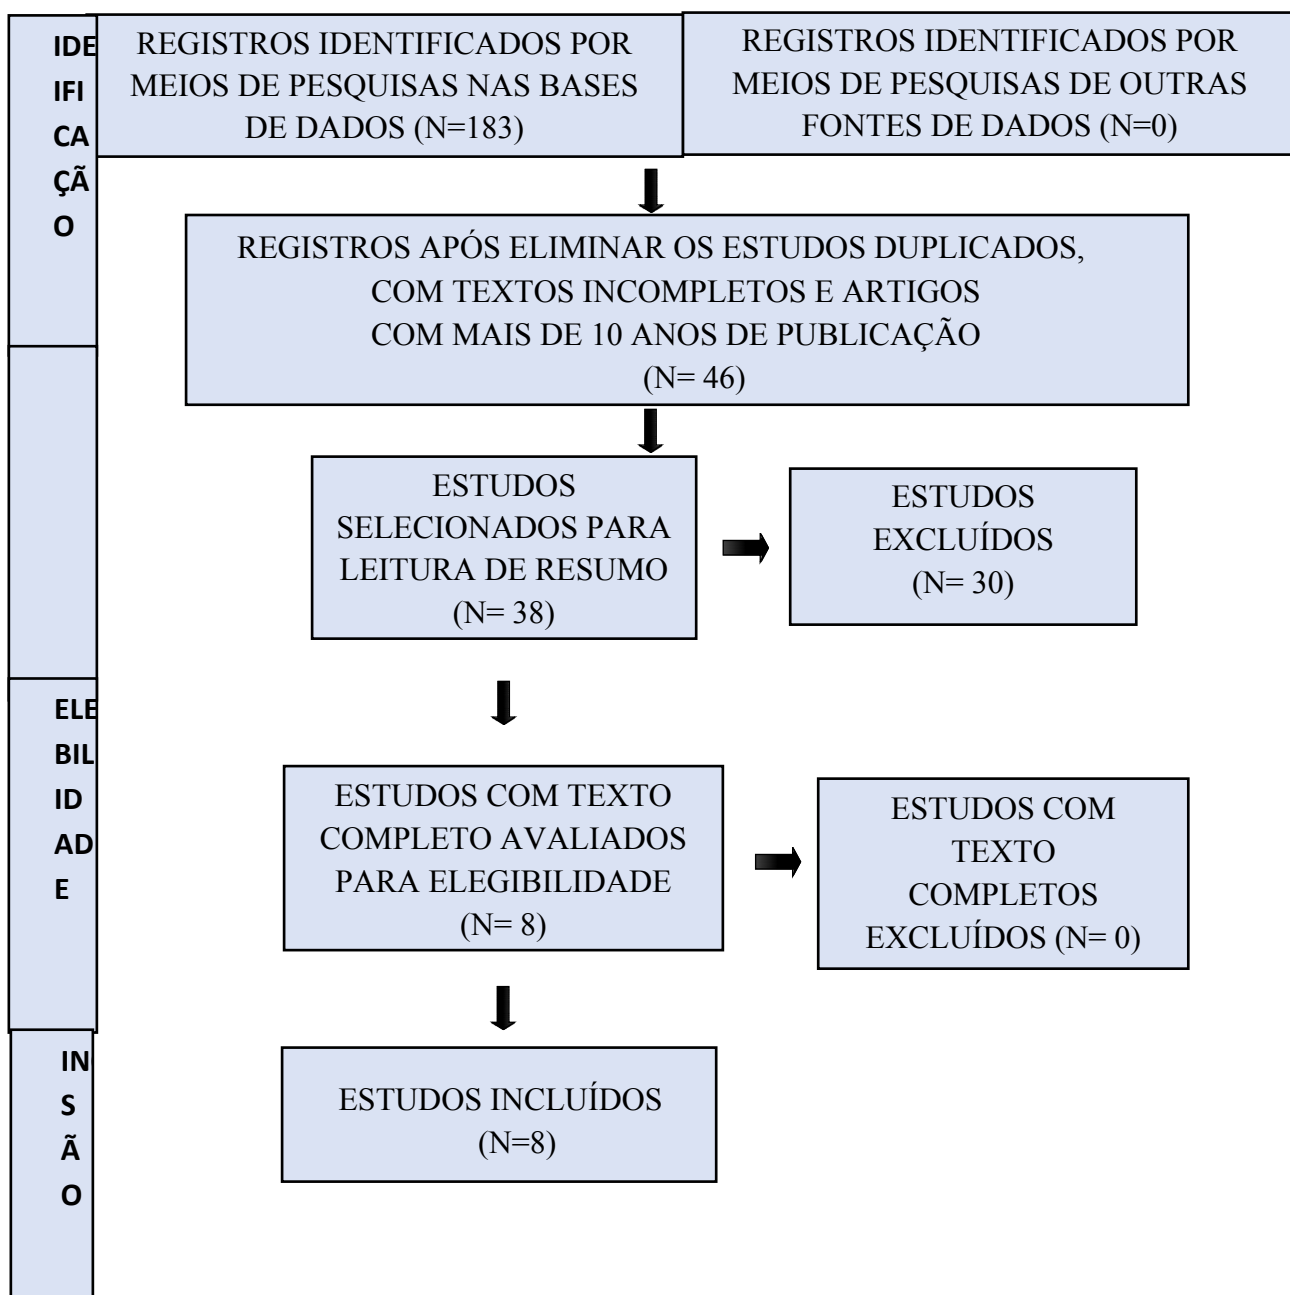 IDE
IFI
CA
ÇÃ
O
REGISTROS IDENTIFICADOS POR
MEIOS DE PESQUISAS NAS BASES
DE DADOS (N=183)
REGISTROS IDENTIFICADOS POR
MEIOS DE PESQUISAS DE OUTRAS
FONTES DE DADOS (N=0)
REGISTROS APÓS ELIMINAR OS ESTUDOS DUPLICADOS,
COM TEXTOS INCOMPLETOS E ARTIGOS
COM MAIS DE 10 ANOS DE PUBLICAÇÃO
(N= 46)
ESTUDOS
SELECIONADOS PARA
LEITURA DE RESUMO
(N= 38)
ESTUDOS
EXCLUÍDOS
(N= 30)
ELE
BIL
ID
AD
E
ESTUDOS COM TEXTO
COMPLETO AVALIADOS
PARA ELEGIBILIDADE
(N= 8)
ESTUDOS COM
TEXTO
COMPLETOS
EXCLUÍDOS (N= 0)
IN
S
Ã
O
ESTUDOS INCLUÍDOS
(N=8)